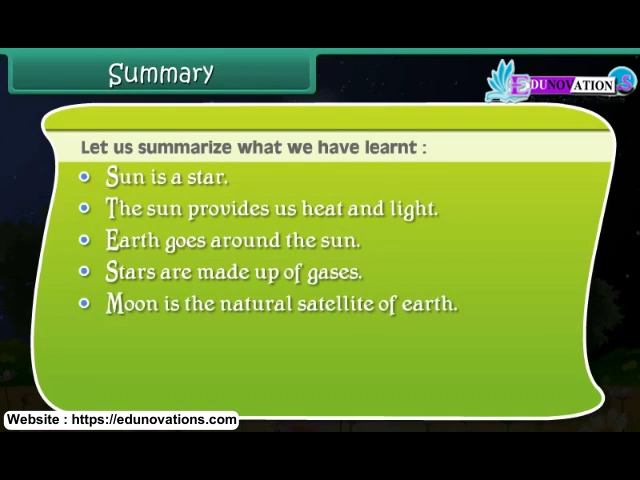 Summary
EDUNOVATIONS
Let us summarize what we have learnt :
Sun is a star.
The sun provides us heat and light.
Earth goes around the sun.
Stars are made up of gases.
Moon is the natural satellite of earth.
Website : https://edunovations.com